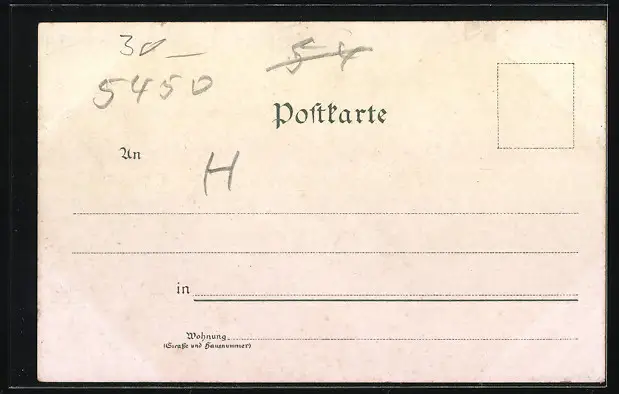 30 —
54
5450
Postkarte
An
H
in
Wohnung
(Straße und Hausnummer)